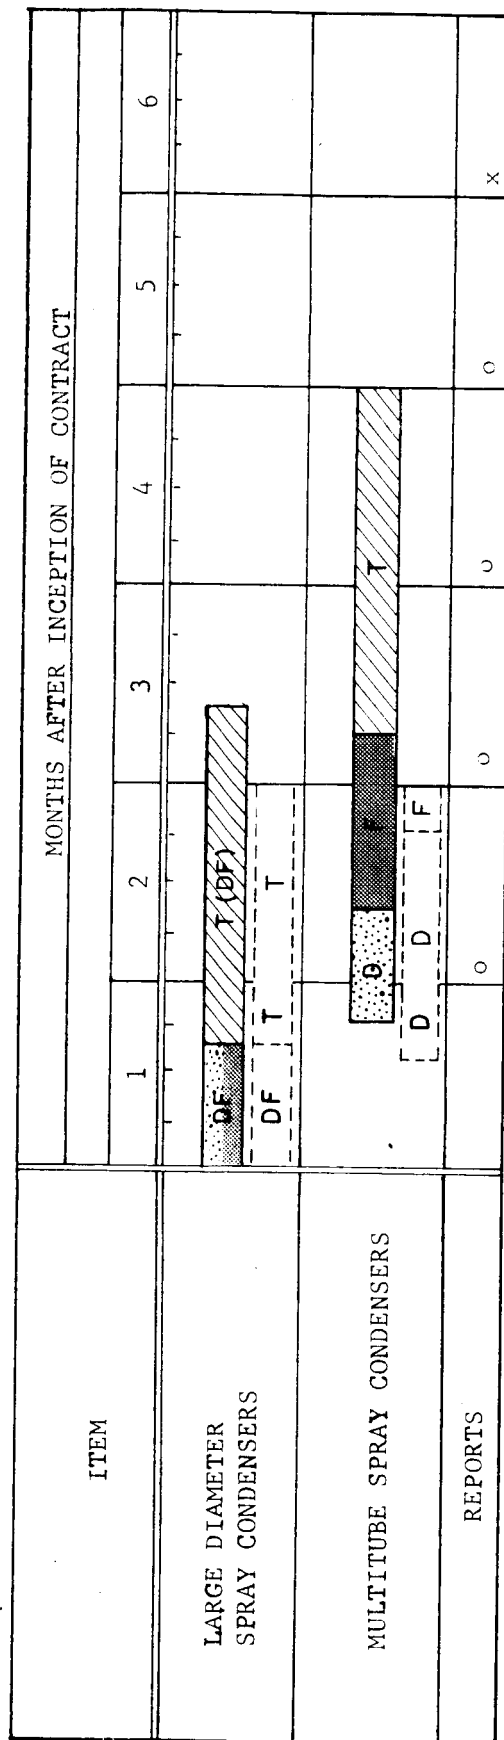 MONTHS AFTER INCEPTION OF CONTRACT
ITEM 1 2 3 4 5 6
LARGE DIAMETER
SPRAY CONDENSERS
DF T (DF)
DF T T
MULTITUBE SPRAY CONDENSERS
D F T
D D F
REPORTS o o o o x